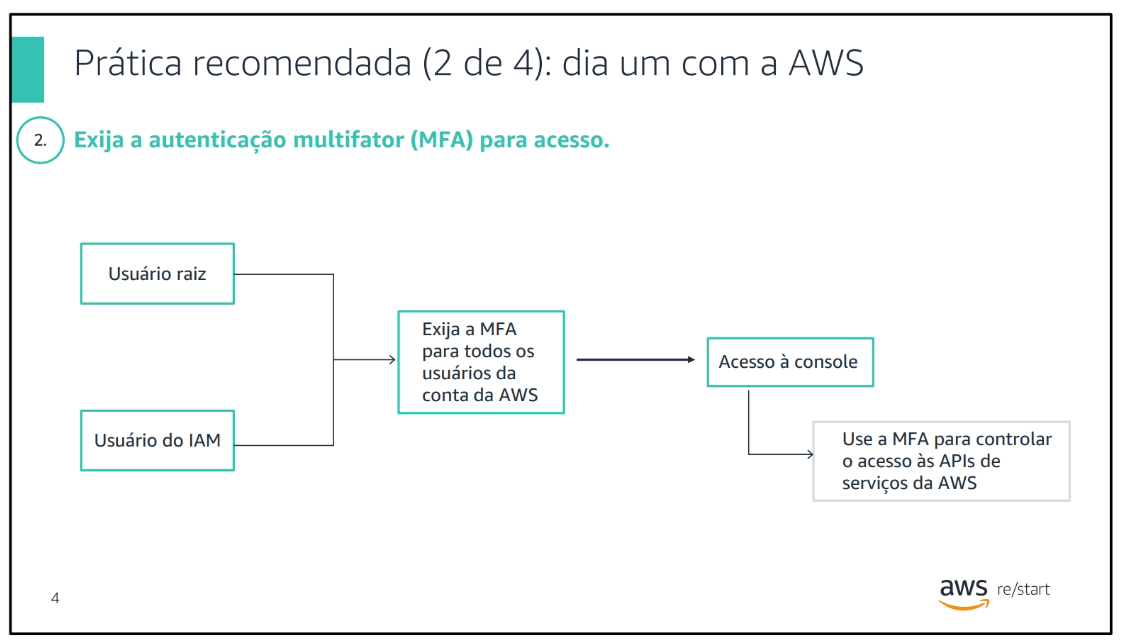 Prática recomendada (2 de 4): dia um com a AWS
2. Exija a autenticação multifator (MFA) para acesso.
Usuário raiz
Usuário do IAM
Exija a MFA
para todos os
usuários da
conta da AWS
Acesso à console
Use a MFA para controlar
o acesso às APIs de
serviços da AWS
4
aws re/start